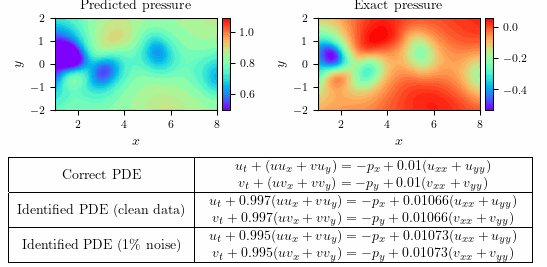 Predicted pressure
Exact pressure
2
1
0
−1
−2
y
2 4 6 8
x
1.0
0.8
0.6
2
1
0
−1
−2
y
2 4 6 8
x
0.0
−0.2
−0.4
Correct PDE
u_t + (uu_x + vu_y) = −p_x + 0.01(u_xx + u_yy)
v_t + (uv_x + vv_y) = −p_y + 0.01(v_xx + v_yy)
Identified PDE (clean data)
u_t + 0.997(uu_x + vu_y) = −p_x + 0.01066(u_xx + u_yy)
v_t + 0.997(uv_x + vv_y) = −p_y + 0.01066(v_xx + v_yy)
Identified PDE (1% noise)
u_t + 0.995(uu_x + vu_y) = −p_x + 0.01073(u_xx + u_yy)
v_t + 0.995(uv_x + vv_y) = −p_y + 0.01073(v_xx + v_yy)